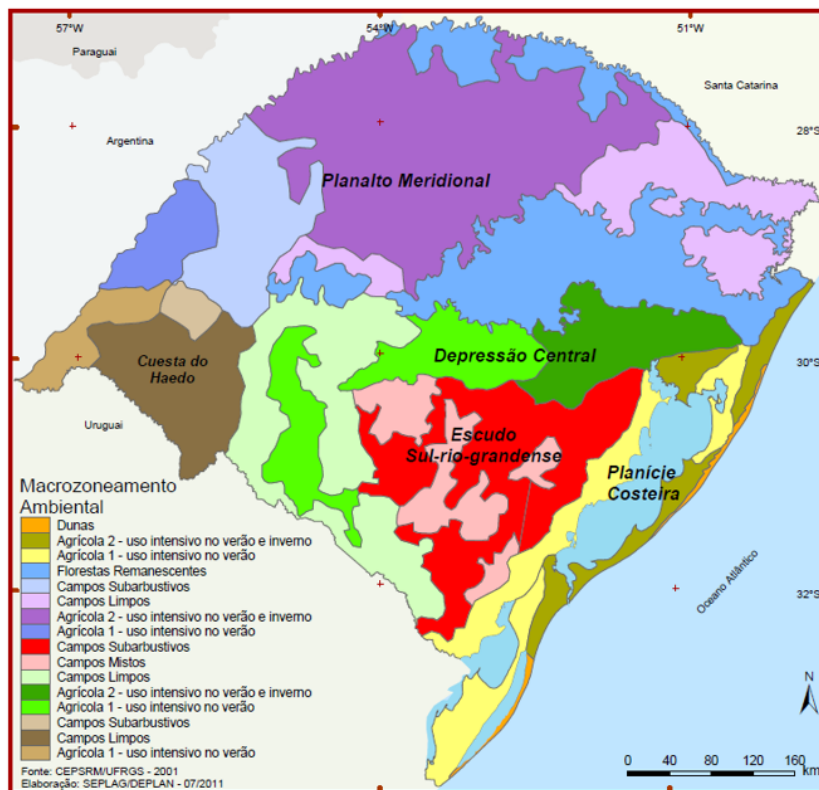 57°W
54°W
51°W
Paraguai
Santa Catarina
Argentina
28°S
Planalto Meridional
Cuesta do
Haedo
Depressão Central
30°S
Uruguai
Escudo
Sul-rio-grandense
Planície
Costeira
Macrozoneamento
Ambiental
Dunas
Agrícola 2 - uso intensivo no verão e inverno
Agrícola 1 - uso intensivo no verão
Florestas Remanescentes
Campos Subarbustivos
Campos Limpos
Agrícola 2 - uso intensivo no verão e inverno
Agrícola 1 - uso intensivo no verão
Campos Subarbustivos
Campos Mistos
Campos Limpos
Agrícola 2 - uso intensivo no verão e inverno
Agricola 1 - uso intensivo no verão
Campos Subarbustivos
Campos Limpos
Agrícola 1 - uso intensivo no verão
Oceano Atlântico
32°S
N
0 40 80 120 160
km
Fonte: CEPSRM/UFRGS - 2001
Elaboração: SEPLAG/DEPLAN - 07/2011